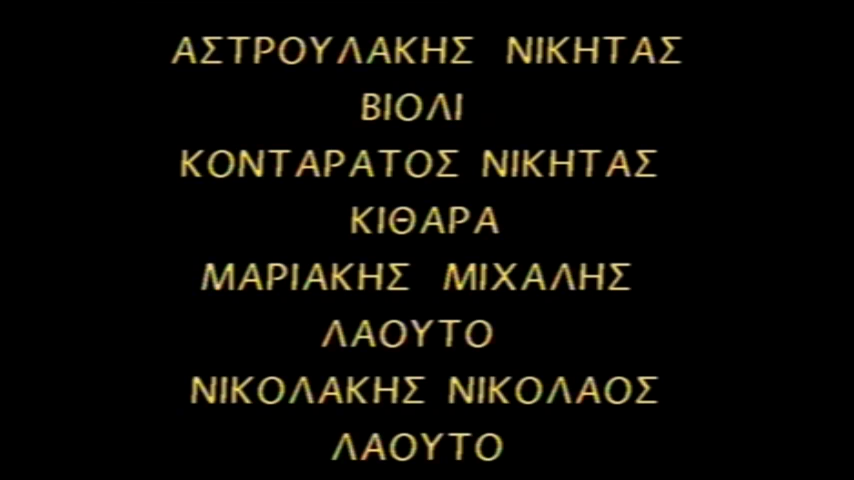 ΑΣΤΡΟΥΛΑΚΗΣ ΝΙΚΗΤΑΣ
ΒΙΟΛΙ
ΚΟΝΤΑΡΑΤΟΣ ΝΙΚΗΤΑΣ
ΚΙΘΑΡΑ
ΜΑΡΙΑΚΗΣ ΜΙΧΑΛΗΣ
ΛΑΟΥΤΟ
ΝΙΚΟΛΑΚΗΣ ΝΙΚΟΛΑΟΣ
ΛΑΟΥΤΟ